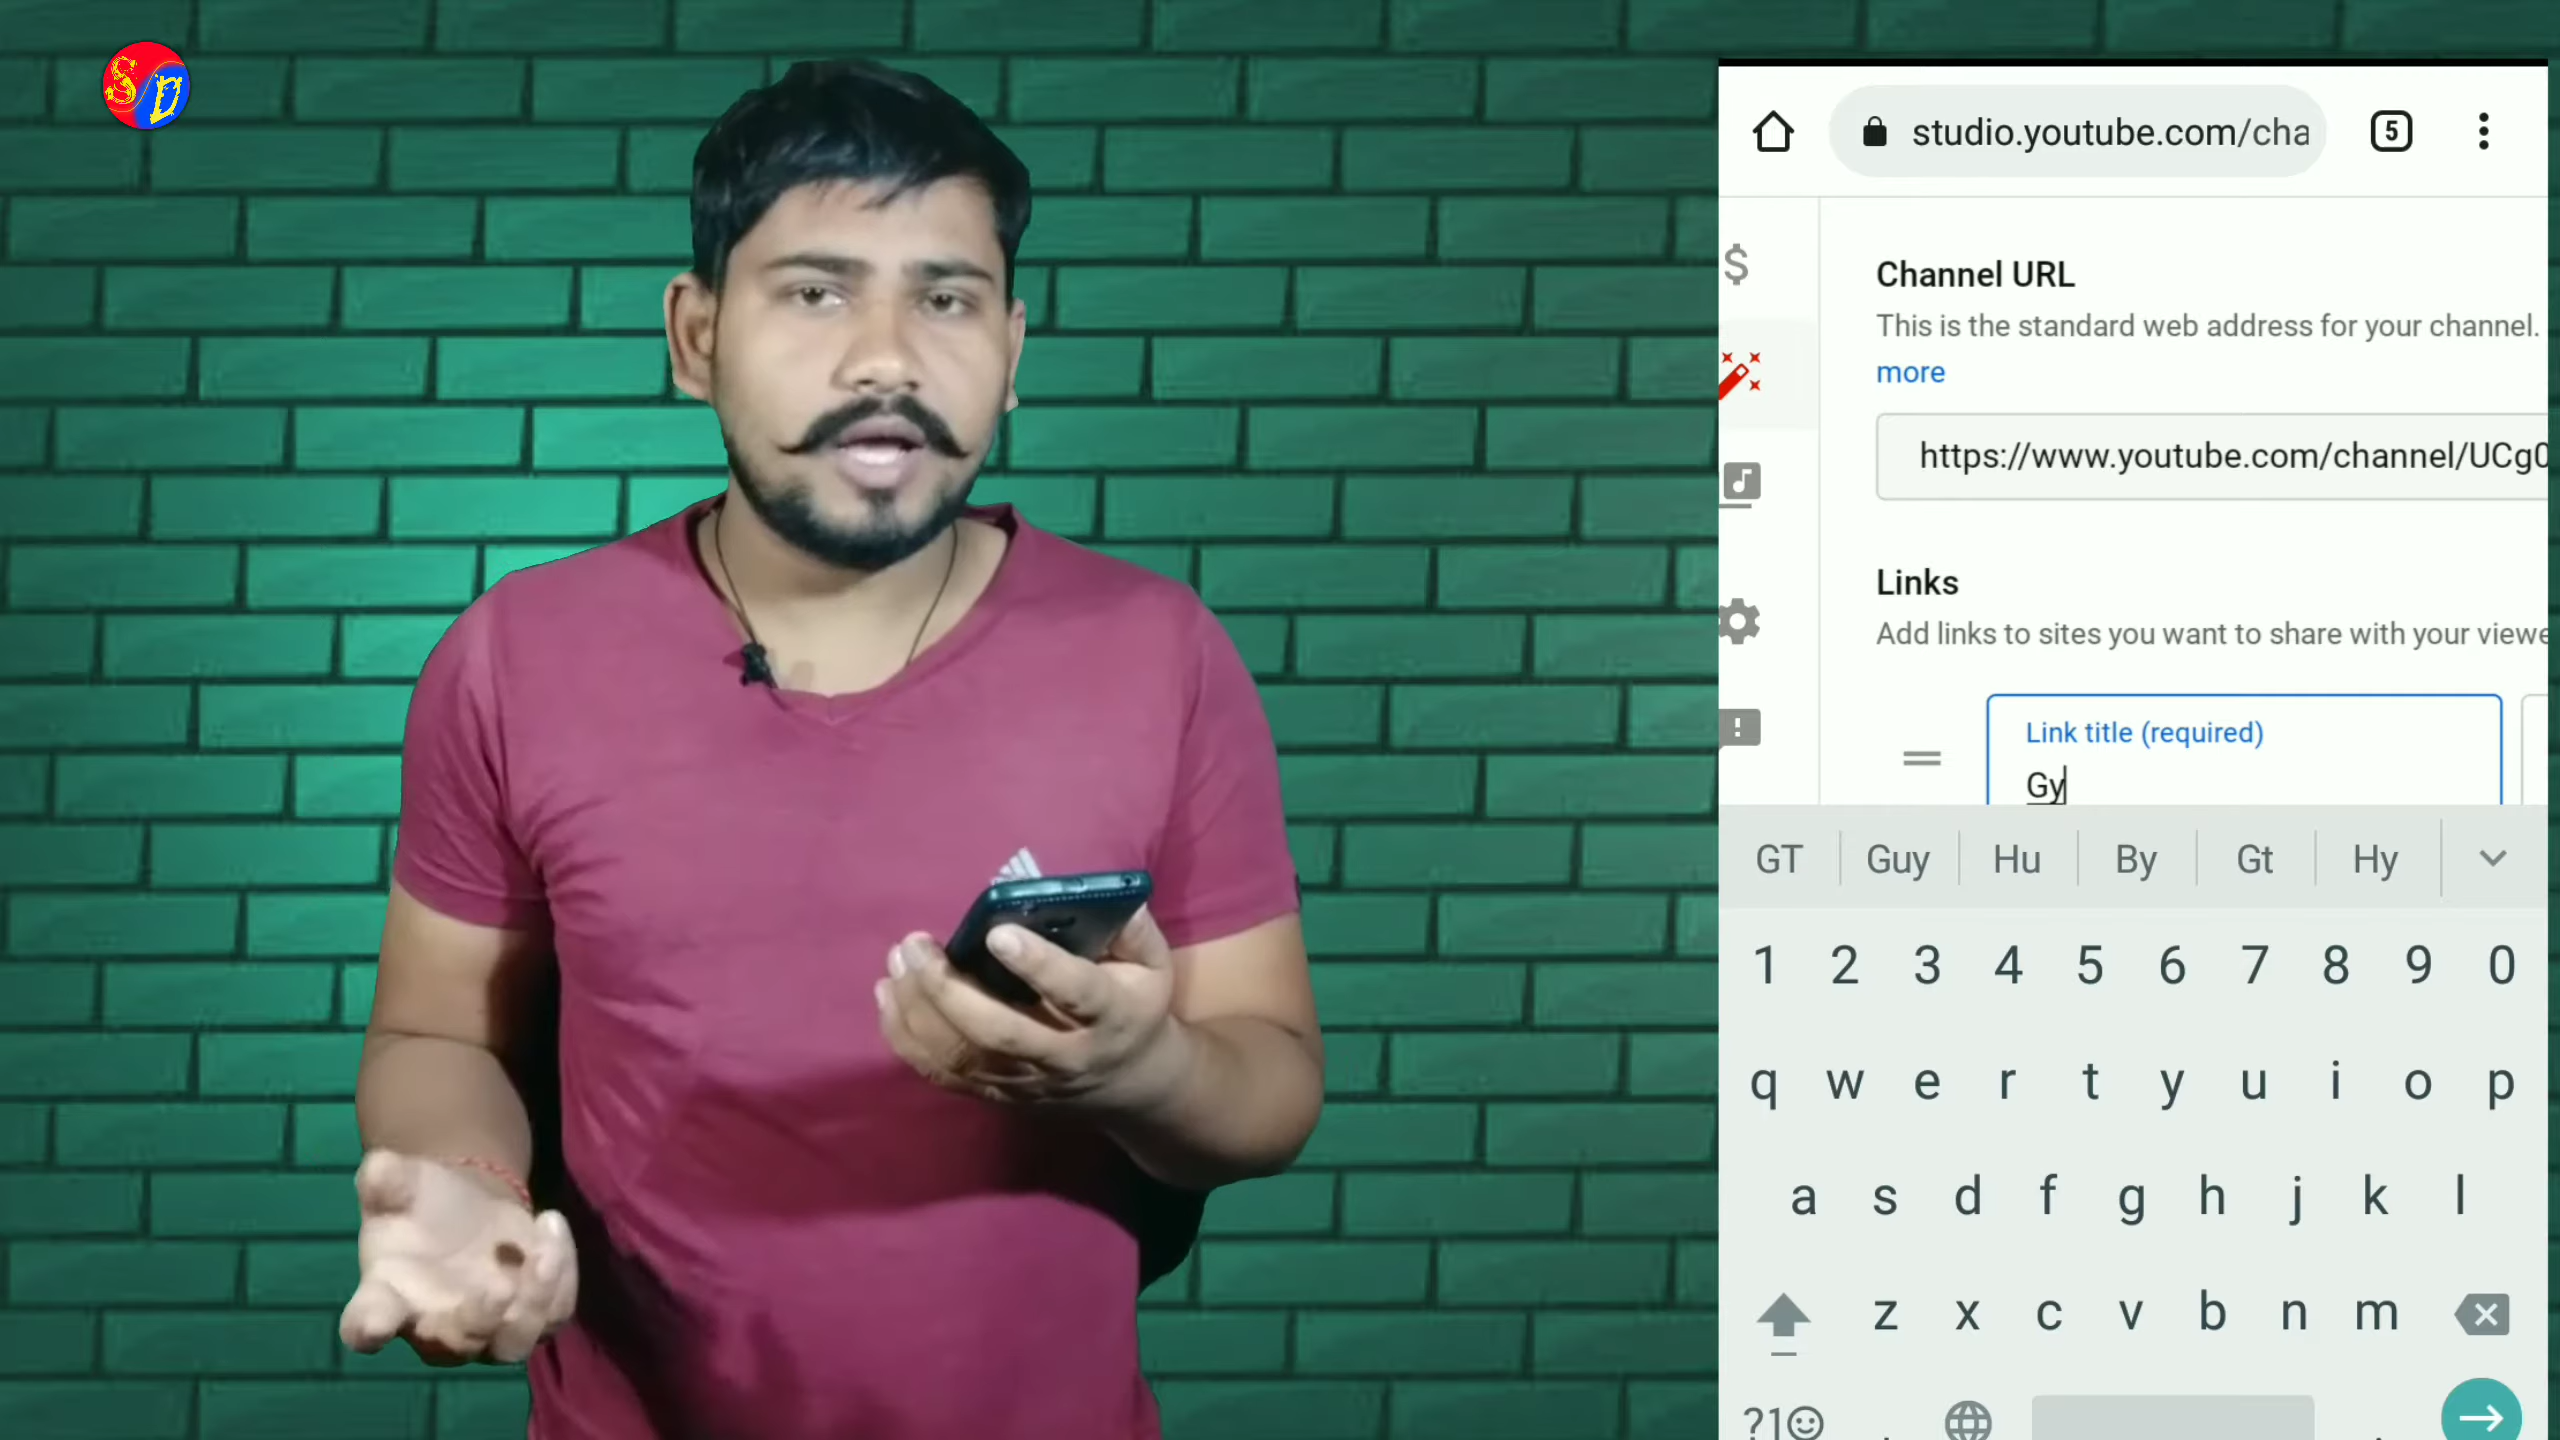 SD
studio.youtube.com/cha
5
$
Channel URL
This is the standard web address for your channel.
more
https://www.youtube.com/channel/UCg0
Links
Add links to sites you want to share with your viewe
Link title (required)
Gy
GT Guy Hu By Gt Hy
1 2 3 4 5 6 7 8 9 0
q w e r t y u i o p
a s d f g h j k l
z x c v b n m
?1☺ , .